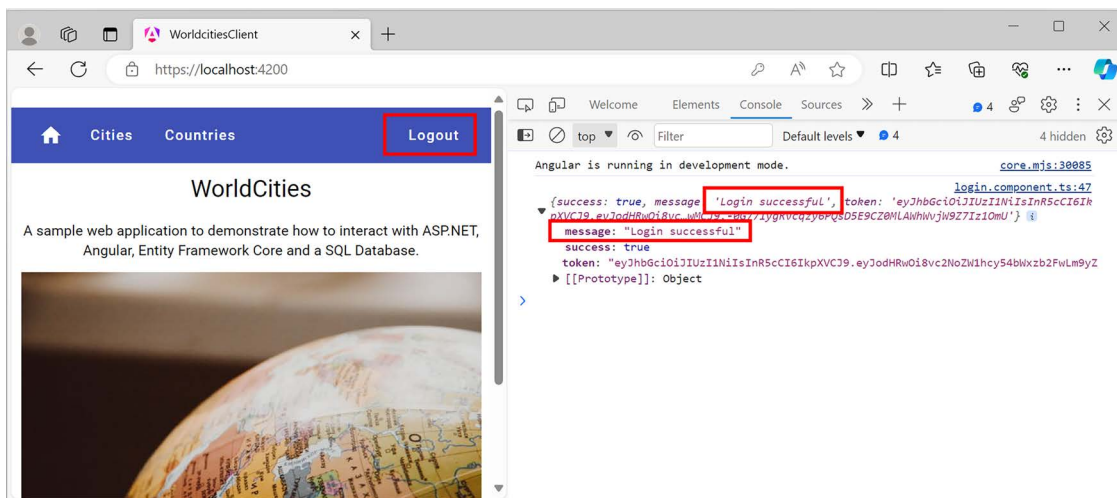 WorldcitiesClient
https://localhost:4200
Cities Countries Logout
WorldCities
A sample web application to demonstrate how to interact with ASP.NET,
Angular, Entity Framework Core and a SQL Database.
Welcome Elements Console Sources 4
top Filter Default levels 4 4 hidden
Angular is running in development mode. core.mjs:30085
login.component.ts:47
{success: true, message: 'Login successful', token: 'eyJhbGciOiJIUzI1NiIsInR5cCI6Ik
message: "Login successful"
success: true
token: "eyJhbGciOiJIUzI1NiIsInR5cCI6IkpXVCJ9.eyJodHRwOi8vc2NoZW1hcy54bWxzb2FwLm9yZ
[[Prototype]]: Object